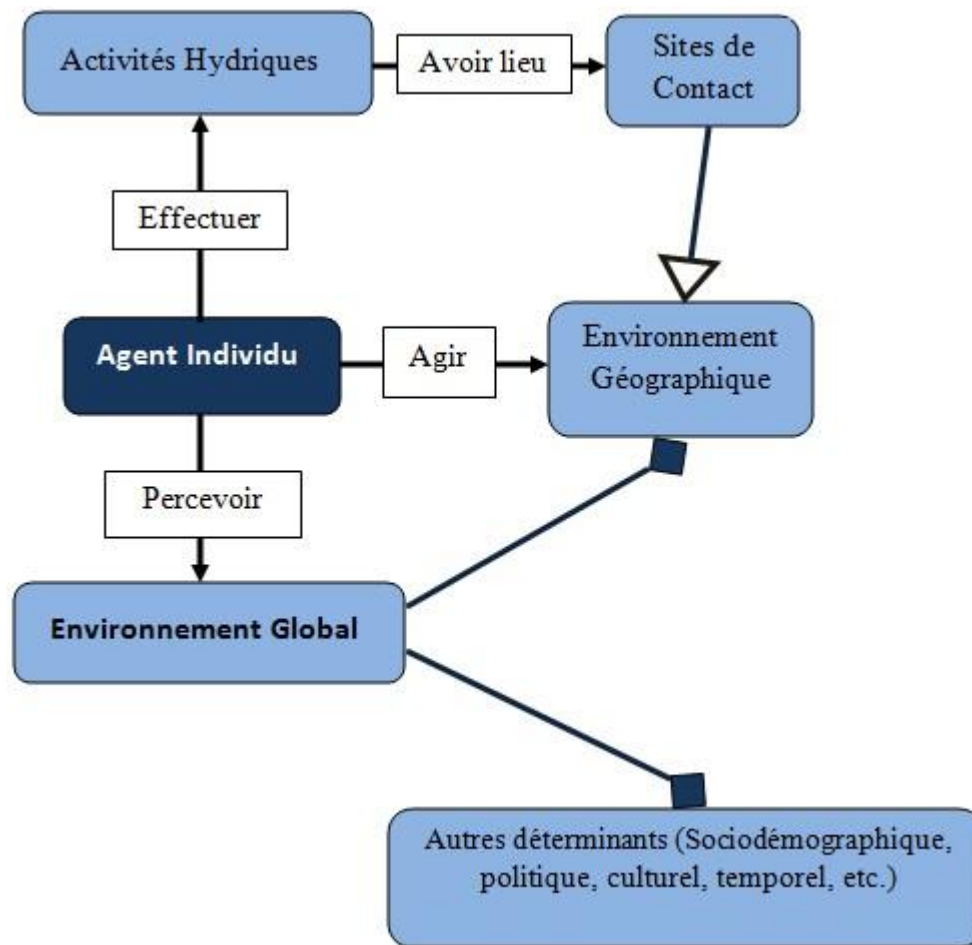 Activités Hydriques
Avoir lieu
Sites de
Contact
Effectuer
Agent Individu
Agir
Environnement
Géographique
Percevoir
Environnement Global
Autres déterminants (Sociodémographique,
politique, culturel, temporel, etc.)